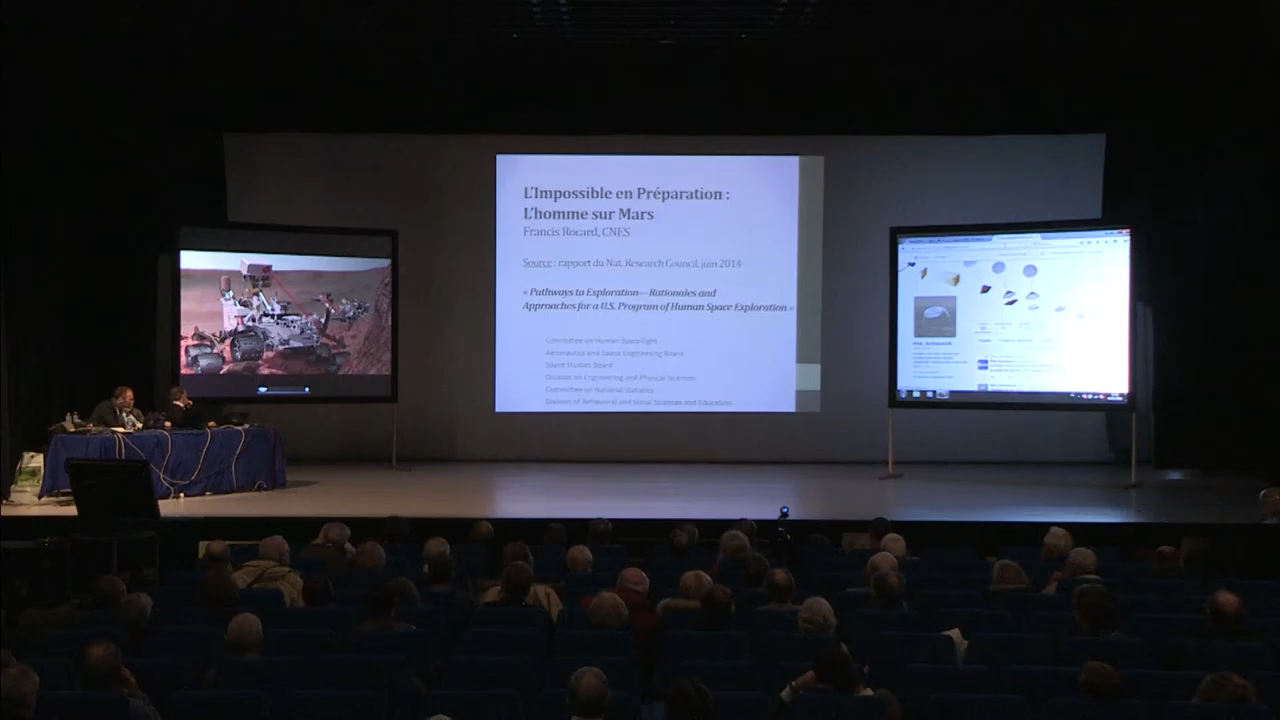 L'Impossible en Préparation :
L'homme sur Mars
Francis Rocard, CNES
Source : rapport du Nat. Research Council, juin 2014
« Pathways to Exploration—Rationales and
Approaches for a U.S. Program of Human Space Exploration »
Committee on Human Spaceflight
Aeronautics and Space Engineering Board
Space Studies Board
Division on Engineering and Physical Sciences
Committee on National Statistics
Division of Behavioral and Social Sciences and Education